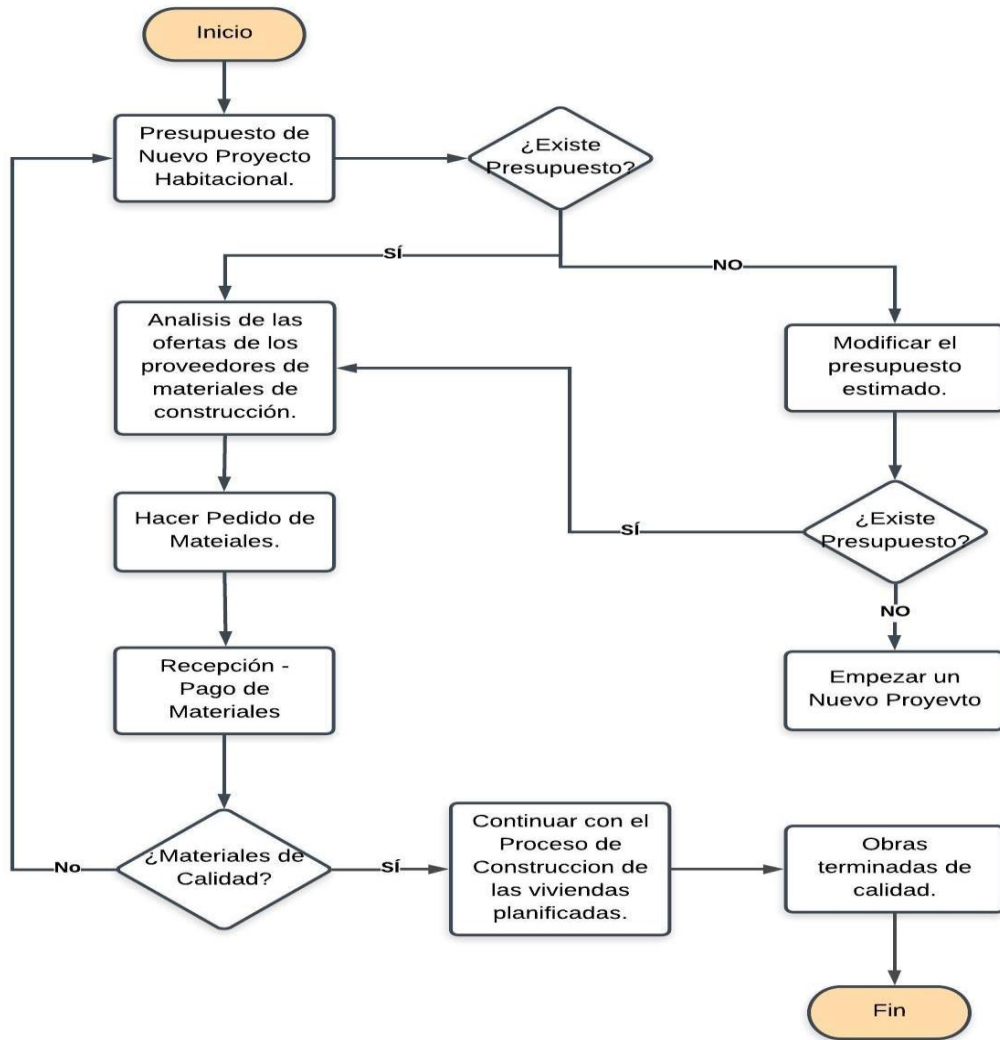 Inicio
Presupuesto de
Nuevo Proyecto
Habitacional.
¿Existe
Presupuesto?
SÍ
NO
Analisis de las
ofertas de los
proveedores de
materiales de
construcción.
Modificar el
presupuesto
estimado.
Hacer Pedido de
Mateiales.
SÍ
¿Existe
Presupuesto?
NO
Recepción -
Pago de
Materiales
Empezar un
Nuevo Proyevto
No
¿Materiales de
Calidad?
SÍ
Continuar con el
Proceso de
Construccion de
las viviendas
planificadas.
Obras
terminadas de
calidad.
Fin